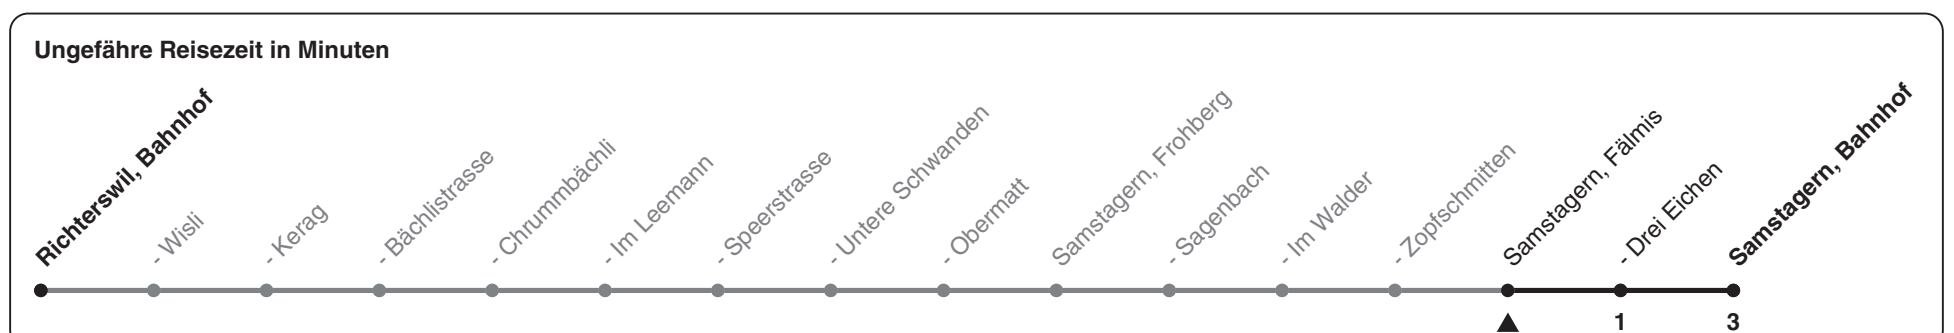 Ungefähre Reisezeit in Minuten
Richterswil, Bahnhof
- Wisli
- Kerag
- Bächlistrasse
- Chrummbächli
- Im Leemann
- Speerstrasse
- Untere Schwanden
- Obermatt
Samstagern, Frohberg
- Sagenbach
- Im Walder
- Zopfschmitten
Samstagern, Fälmis
- Drei Eichen
Samstagern, Bahnhof
1
3